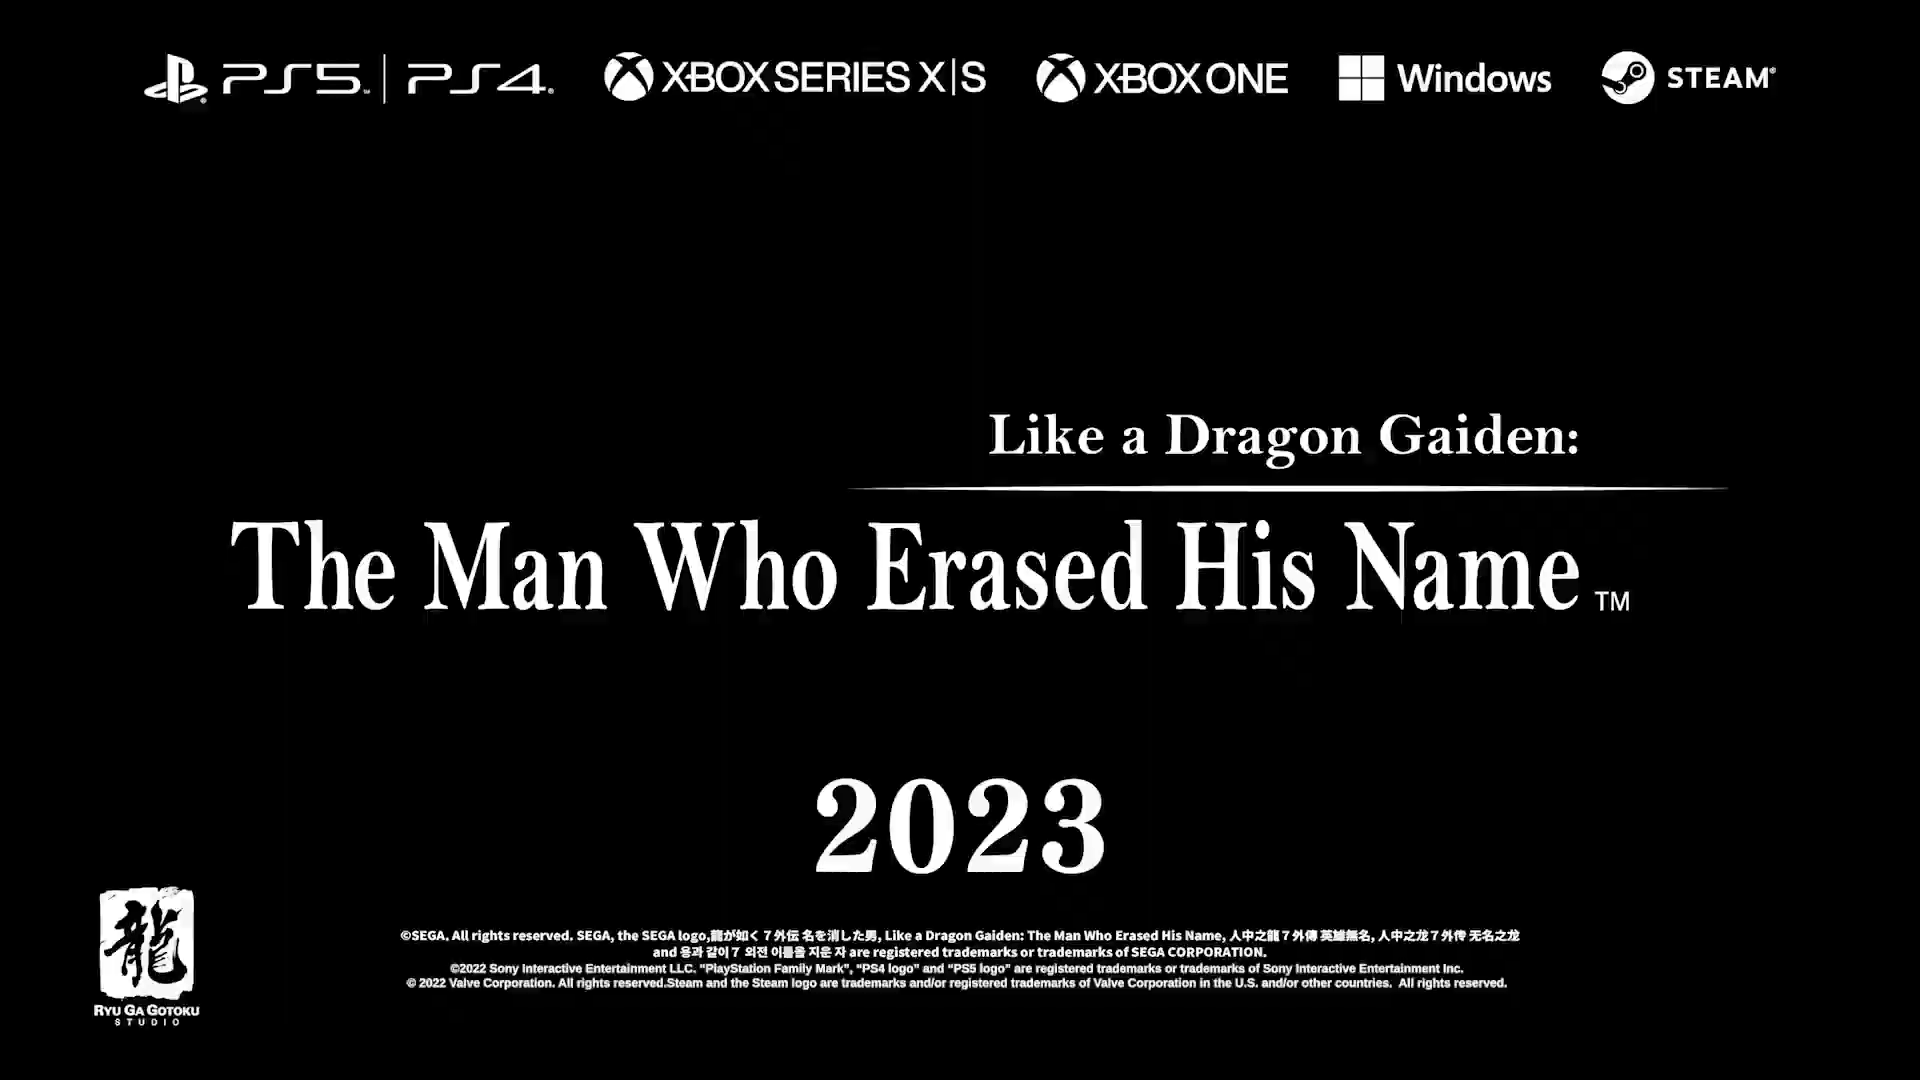 PS5™ | PS4® XBOX SERIES X|S XBOX ONE Windows STEAM®
Like a Dragon Gaiden:
The Man Who Erased His Name™
2023
龍
RYU GA GOTOKU
STUDIO
©SEGA. All rights reserved. SEGA, the SEGA logo,龍が如く７外伝 名を消した男, Like a Dragon Gaiden: The Man Who Erased His Name, 人中之龍７外傳 英雄無名, 人中之龙７外传 无名之龙
and 용과 같이７ 외전 이름을 지운 자 are registered trademarks or trademarks of SEGA CORPORATION.
©2022 Sony Interactive Entertainment LLC. “PlayStation Family Mark”, “PS4 logo” and “PS5 logo” are registered trademarks or trademarks of Sony Interactive Entertainment Inc.
© 2022 Valve Corporation. All rights reserved.Steam and the Steam logo are trademarks and/or registered trademarks of Valve Corporation in the U.S. and/or other countries. All rights reserved.